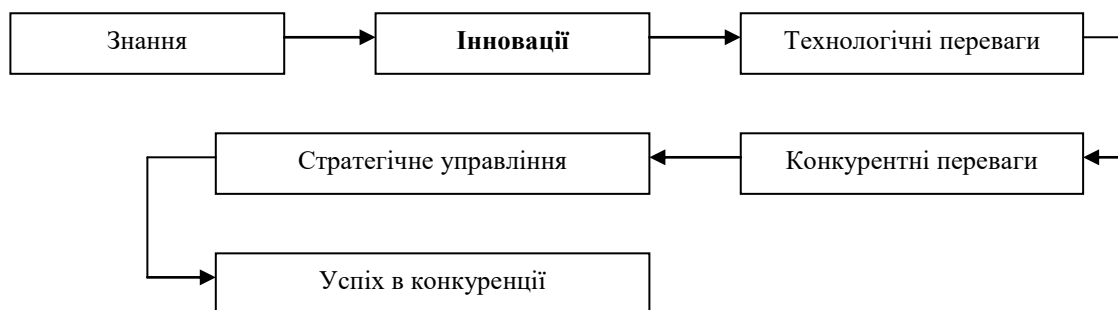 Знання
Інновації
Технологічні переваги
Стратегічне управління
Конкурентні переваги
Успіх в конкуренції